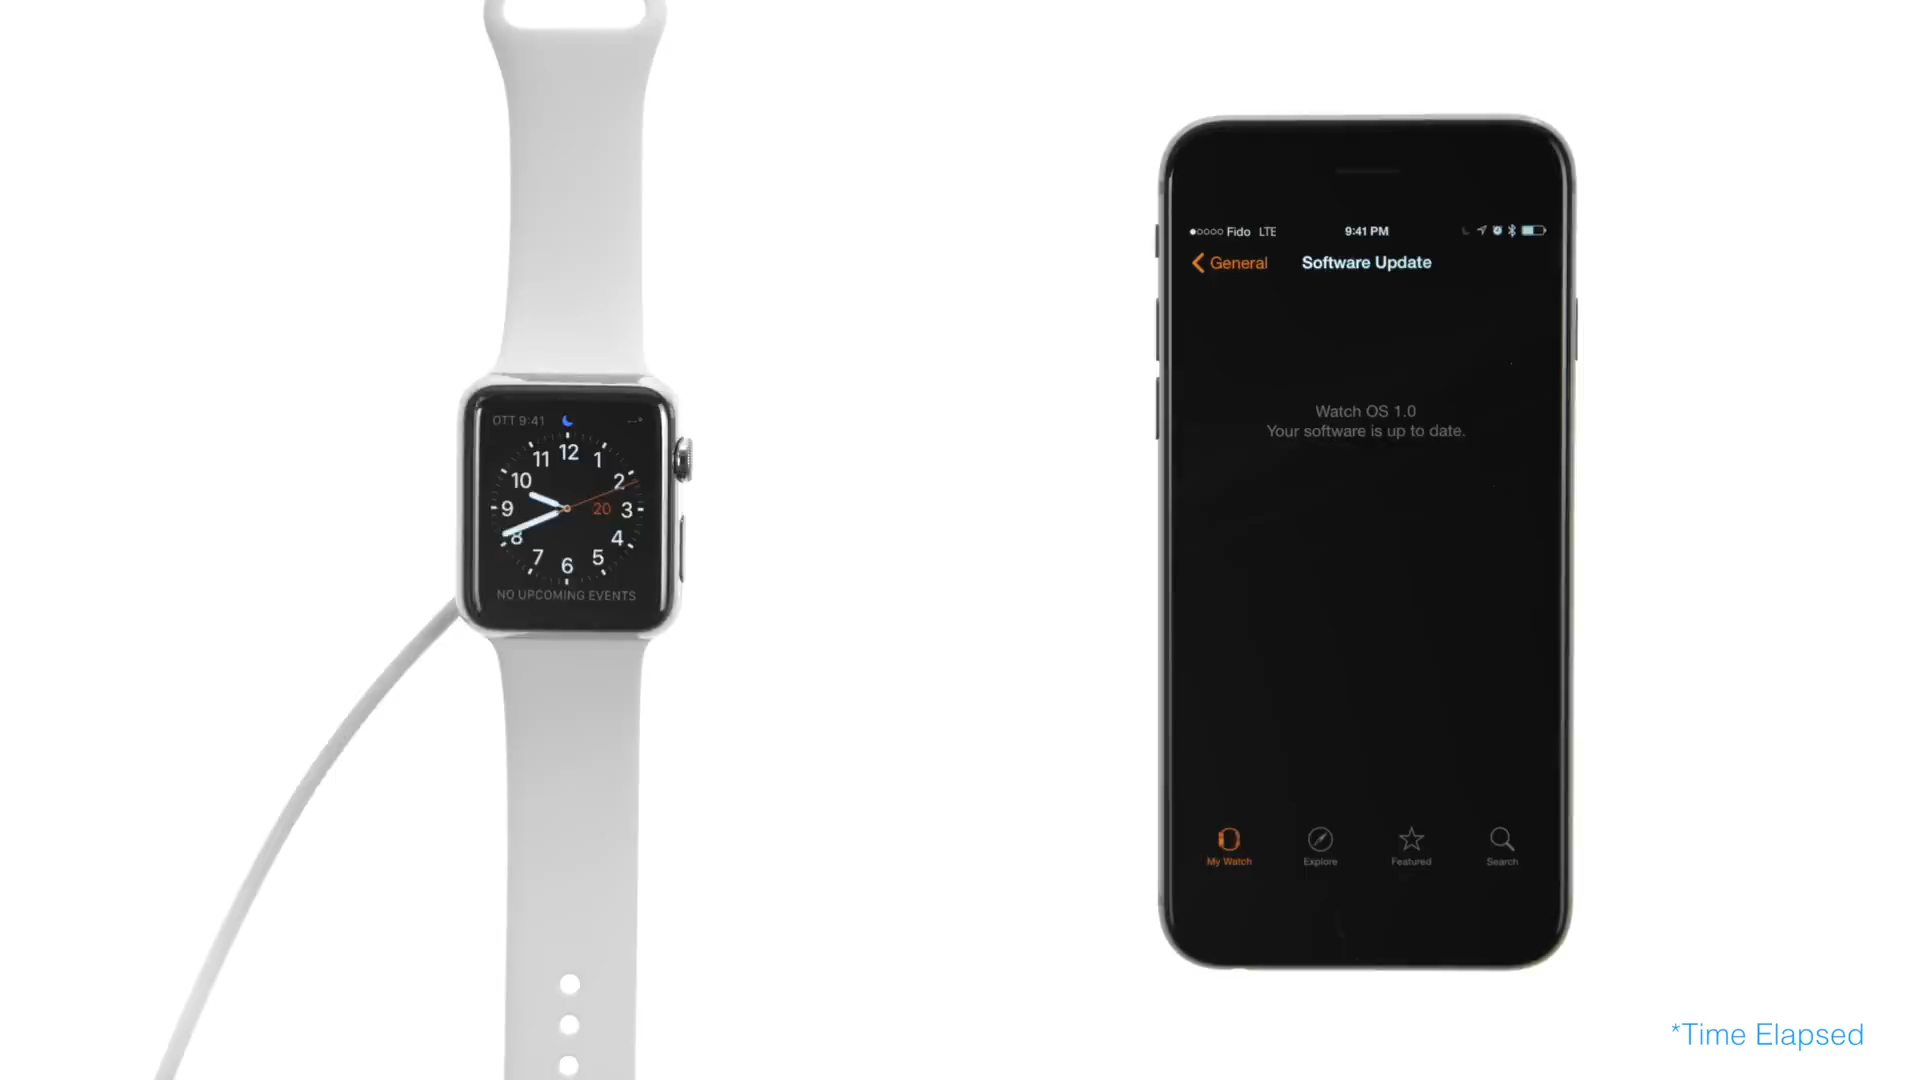 OTT 9:41
12
11
1
10
2
9
20
3
8
4
7
5
6
NO UPCOMING EVENTS
Fido LTE
9:41 PM
General
Software Update
Watch OS 1.0
Your software is up to date.
My Watch
Explore
Featured
Search
*Time Elapsed